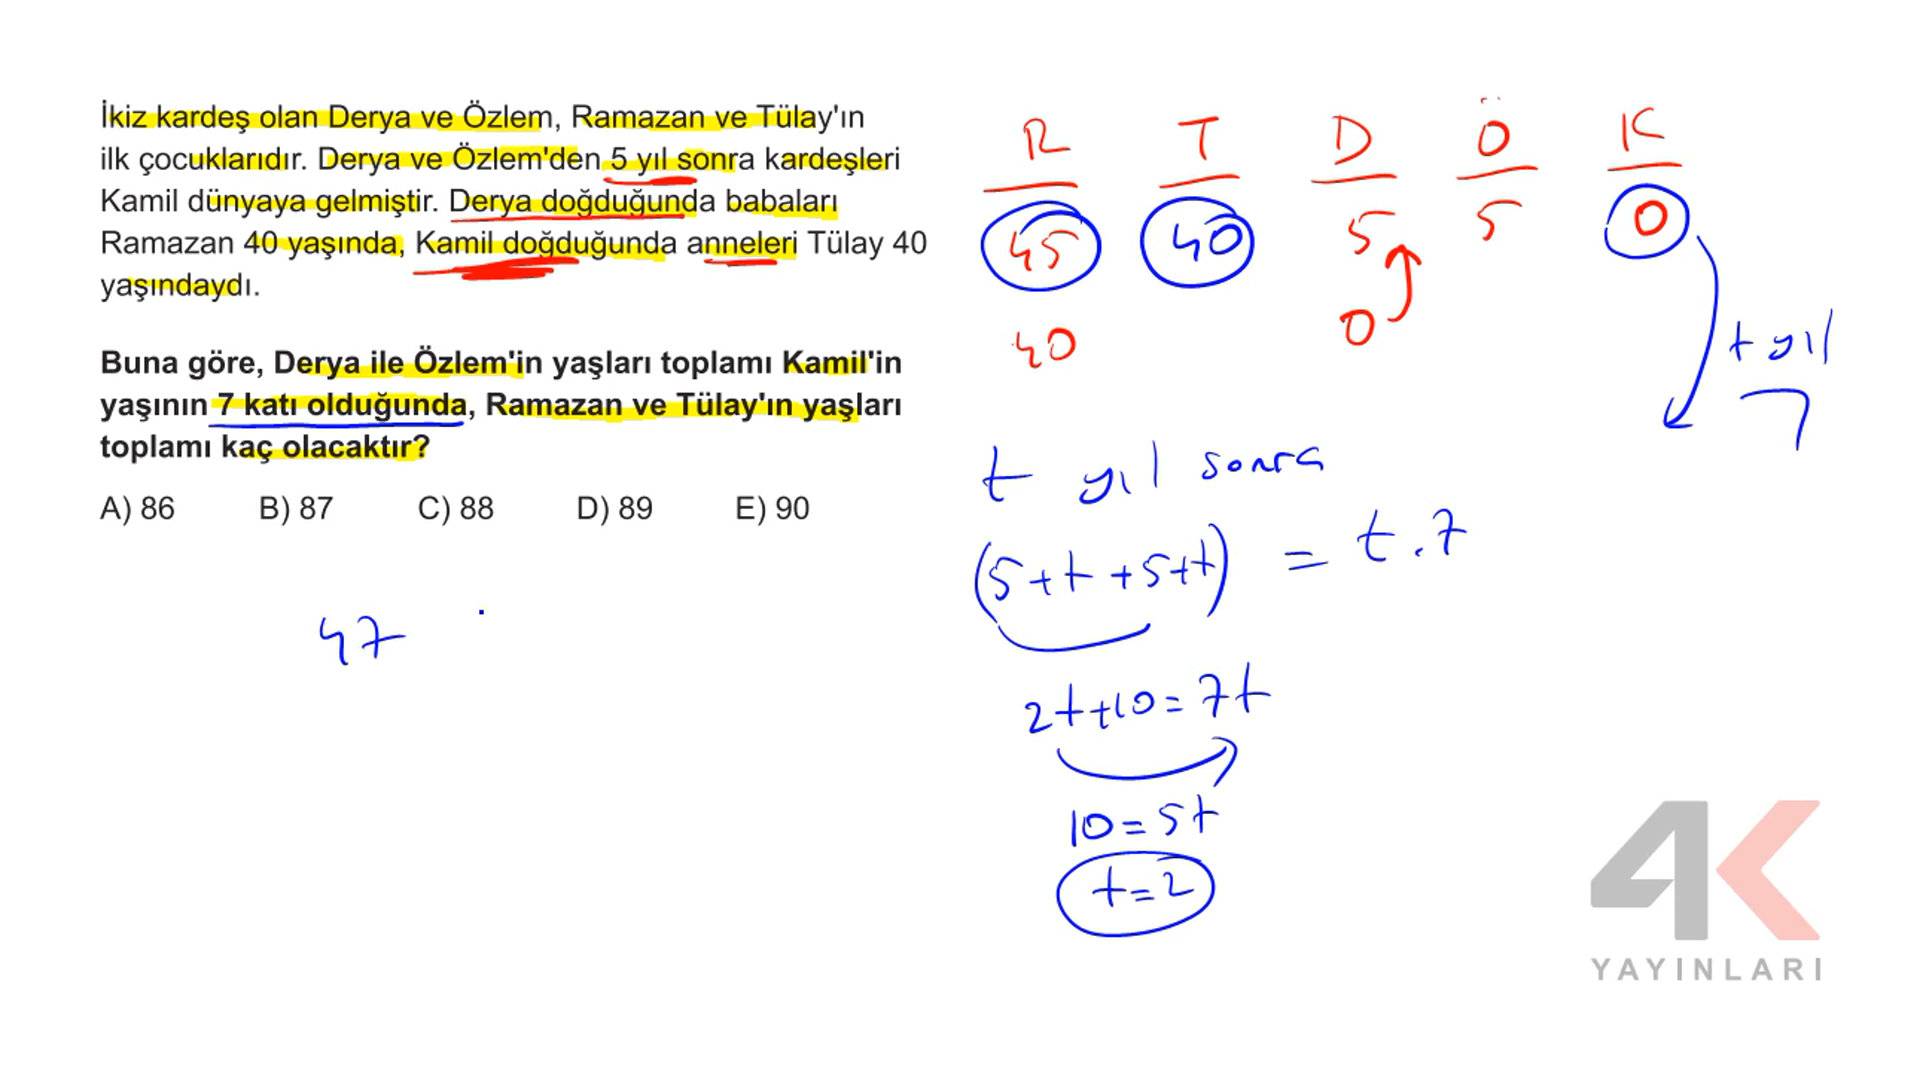 İkiz kardeş olan Derya ve Özlem, Ramazan ve Tülay'ın
ilk çocuklarıdır. Derya ve Özlem'den 5 yıl sonra kardeşleri
Kamil dünyaya gelmiştir. Derya doğduğunda babaları
Ramazan 40 yaşında, Kamil doğduğunda anneleri Tülay 40
yaşındaydı.
Buna göre, Derya ile Özlem'in yaşları toplamı Kamil'in
yaşının 7 katı olduğunda, Ramazan ve Tülay'ın yaşları
toplamı kaç olacaktır?
A) 86 B) 87 C) 88 D) 89 E) 90
47
R T D Ö K
45 40 5 5 0
40 0
t yıl
7
t yıl sonra
(5+t+5+t) = t.7
2t+10=7t
10=5t
t=2
4K
YAYINLARI